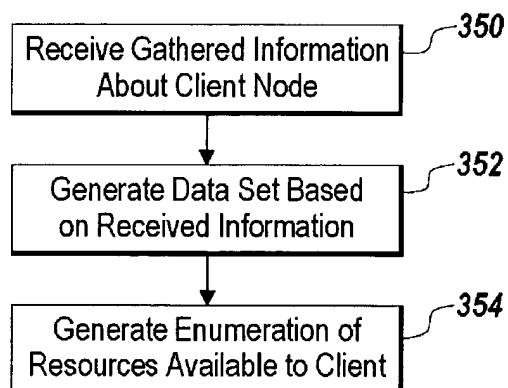 350
Receive Gathered Information
About Client Node
352
Generate Data Set Based
on Received Information
354
Generate Enumeration of
Resources Available to Client